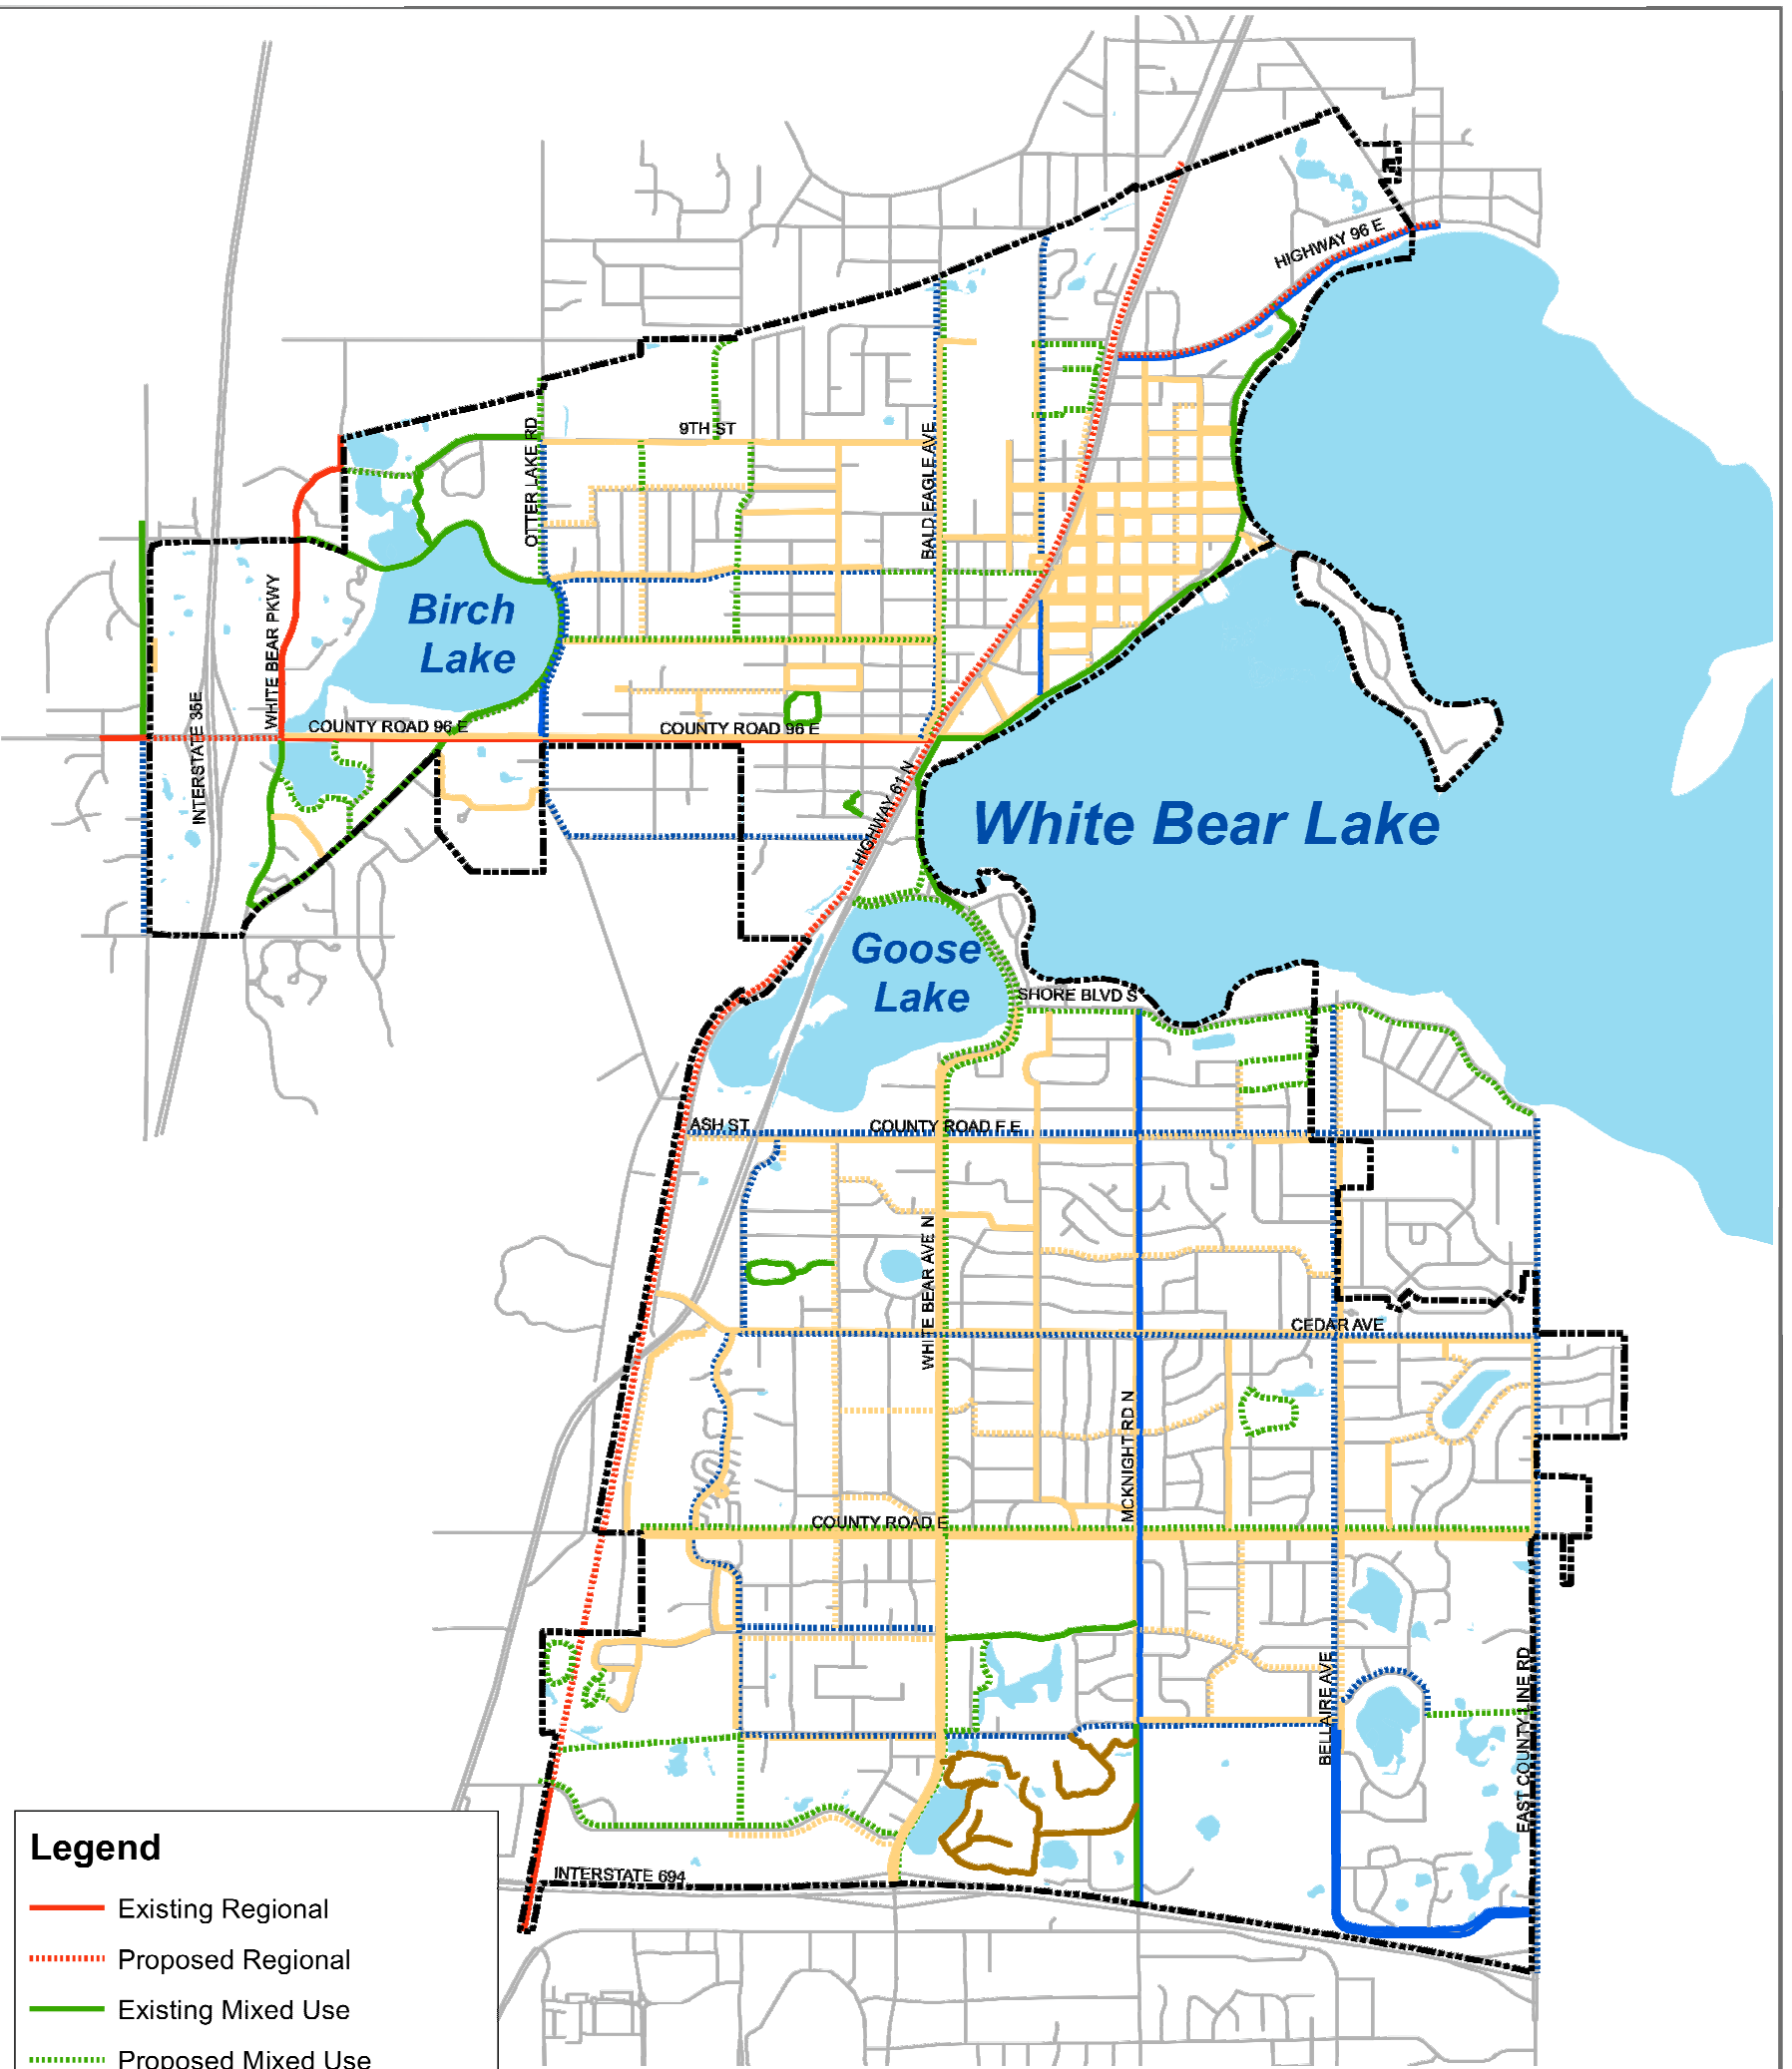 HIGHWAY 96 E
9TH ST
OTTER LAKE RD
BALD EAGLE AVE
Birch
Lake
WHITE BEAR PKWY
INTERSTATE 35E
COUNTY ROAD 96 E
COUNTY ROAD 96 E
HIGHWAY 61 N
White Bear Lake
Goose
Lake
SHORE BLVD S
ASH ST
COUNTY ROAD F E
WHITE BEAR AVE N
CEDAR AVE
MCKNIGHT RD N
COUNTY ROAD E
BELLAIRE AVE
EAST COUNTY LINE RD
INTERSTATE 694
Legend
Existing Regional
Proposed Regional
Existing Mixed Use
Proposed Mixed Use